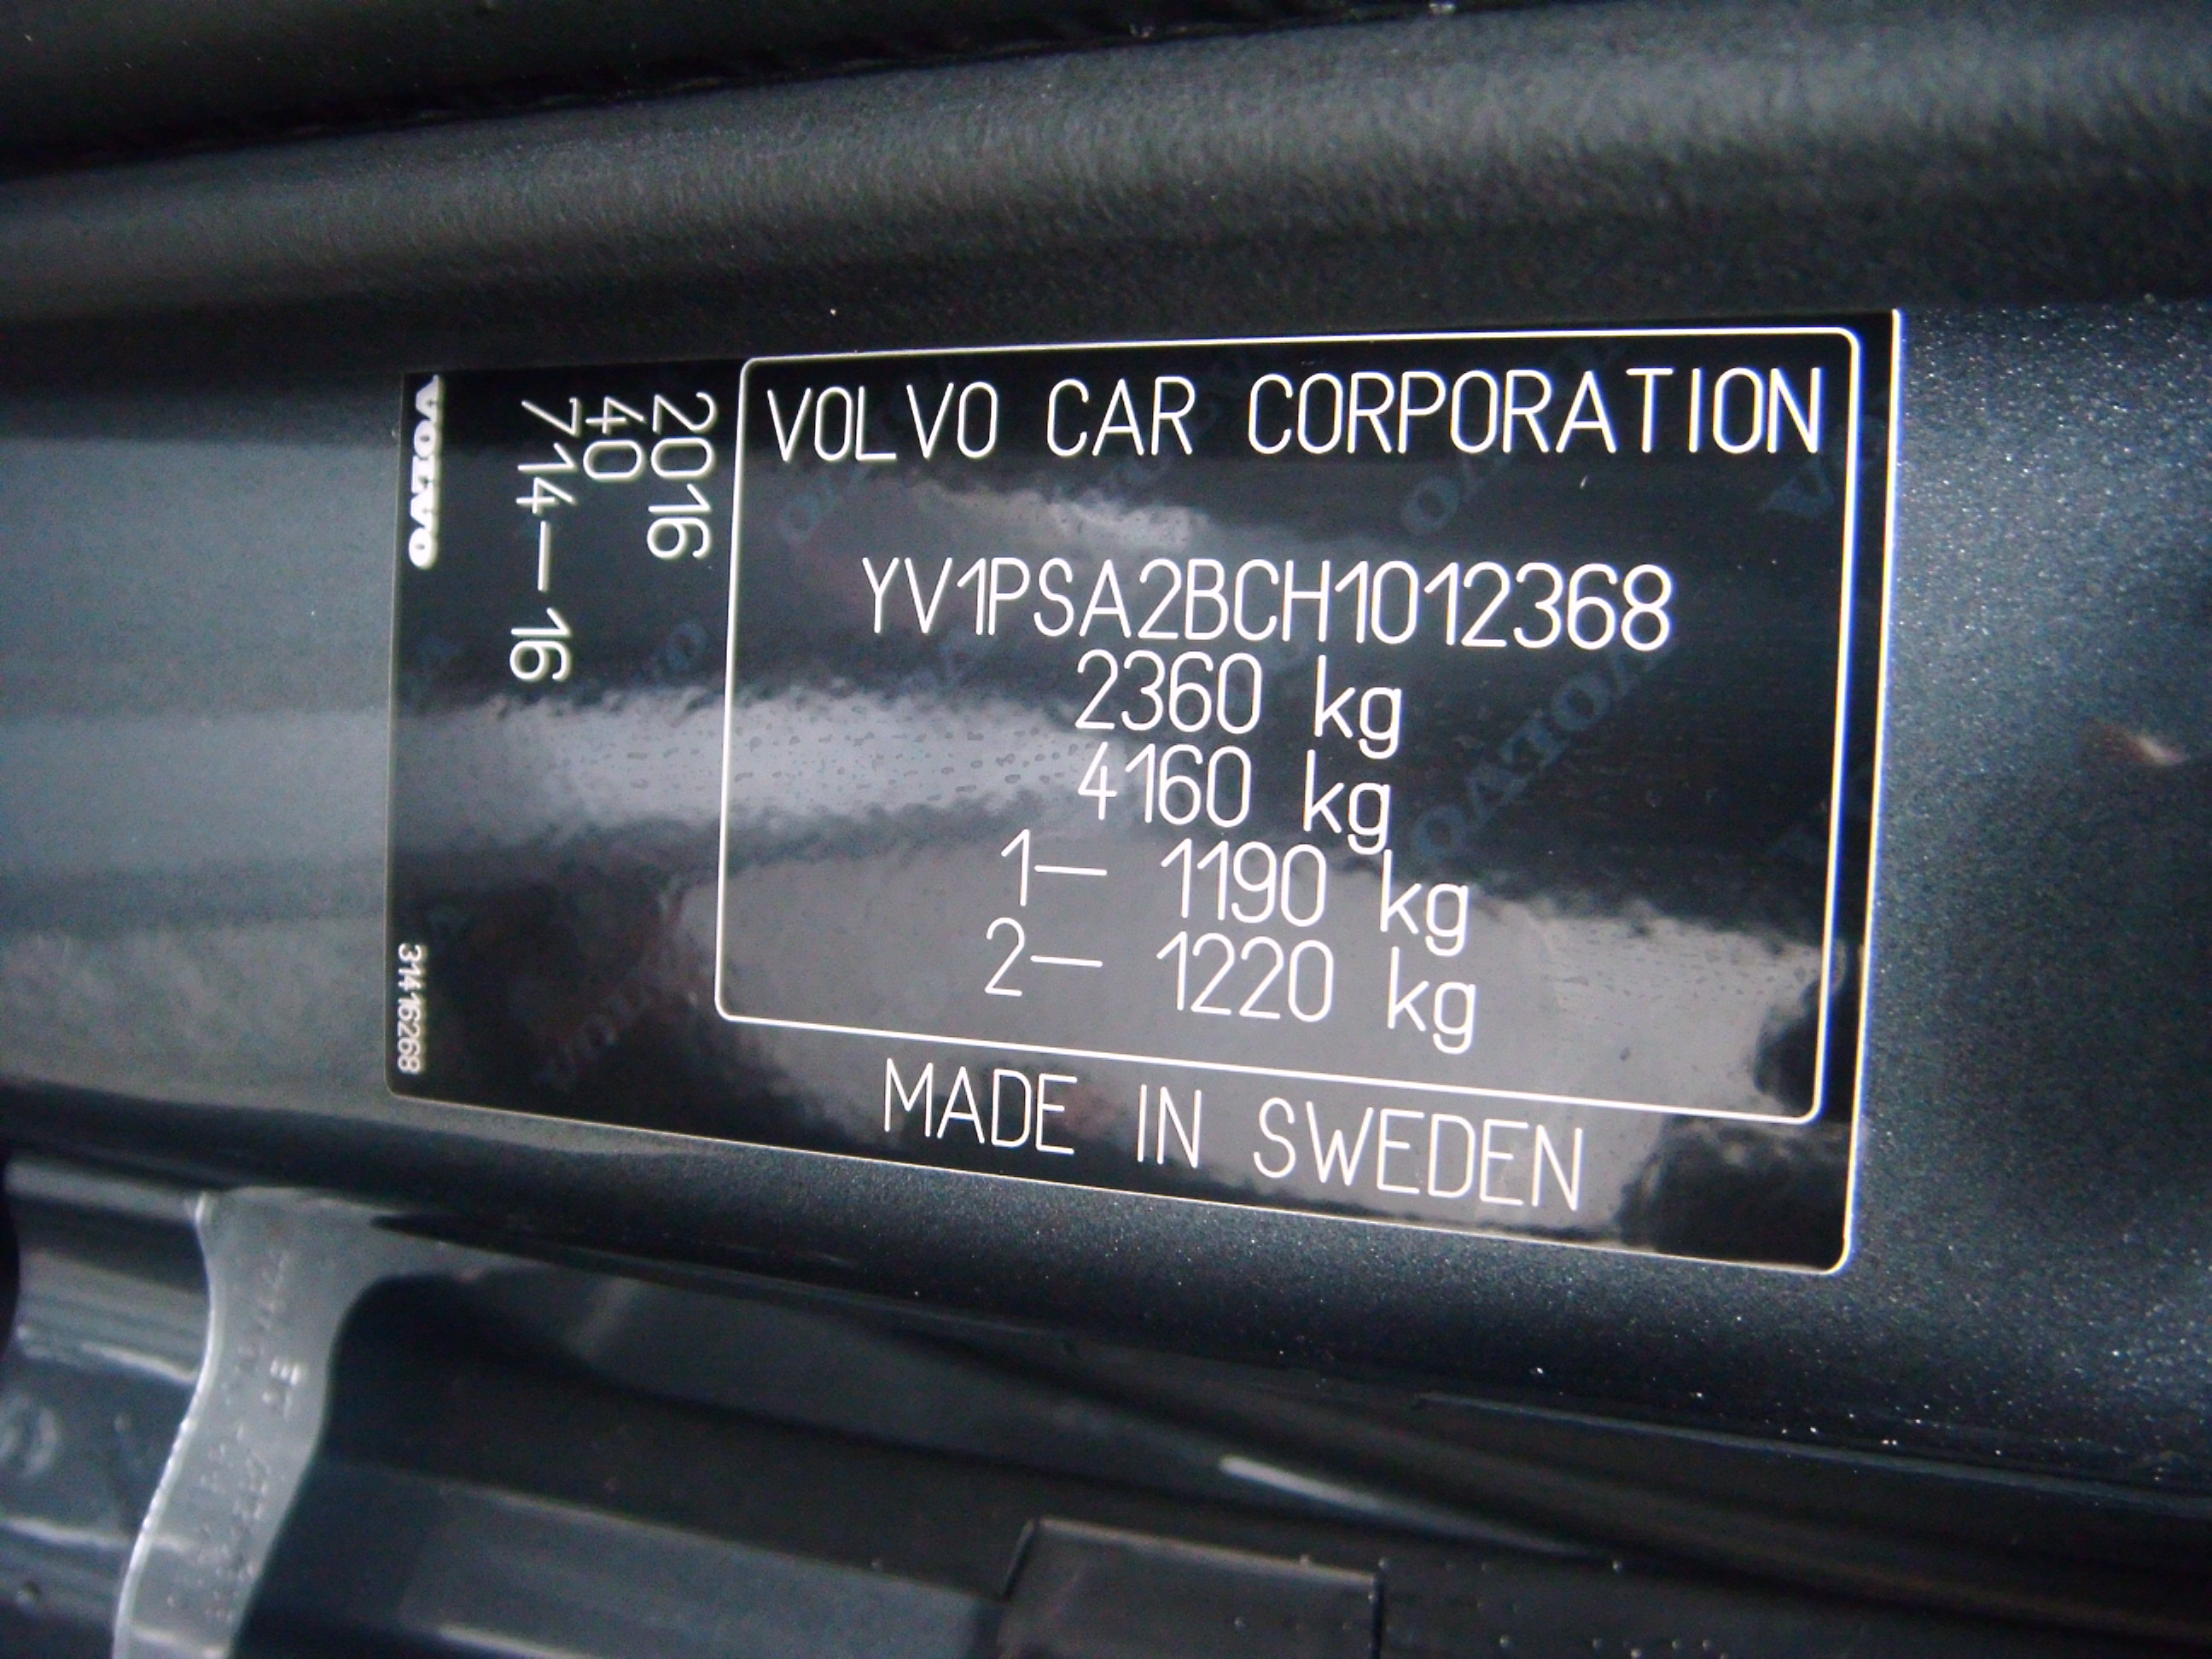 VOLVO CAR CORPORATION
YV1PSA2BCH1012368
2360 kg
4160 kg
1— 1190 kg
2— 1220 kg
MADE IN SWEDEN
2016
40
714—16
VOLVO
31416268